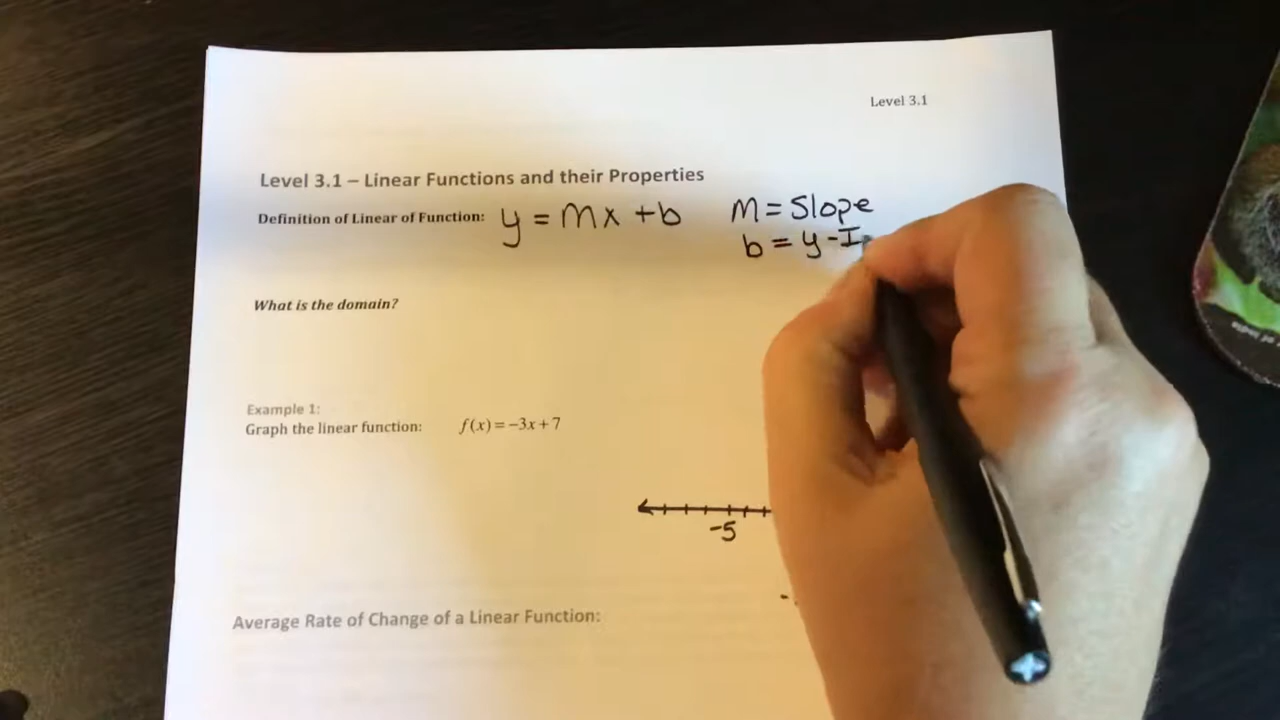 Level 3.1
Level 3.1 – Linear Functions and their Properties
Definition of Linear of Function: y = mx + b
m = Slope
b = y-I
What is the domain?
Example 1:
Graph the linear function: f(x) = −3x + 7
-5
Average Rate of Change of a Linear Function: